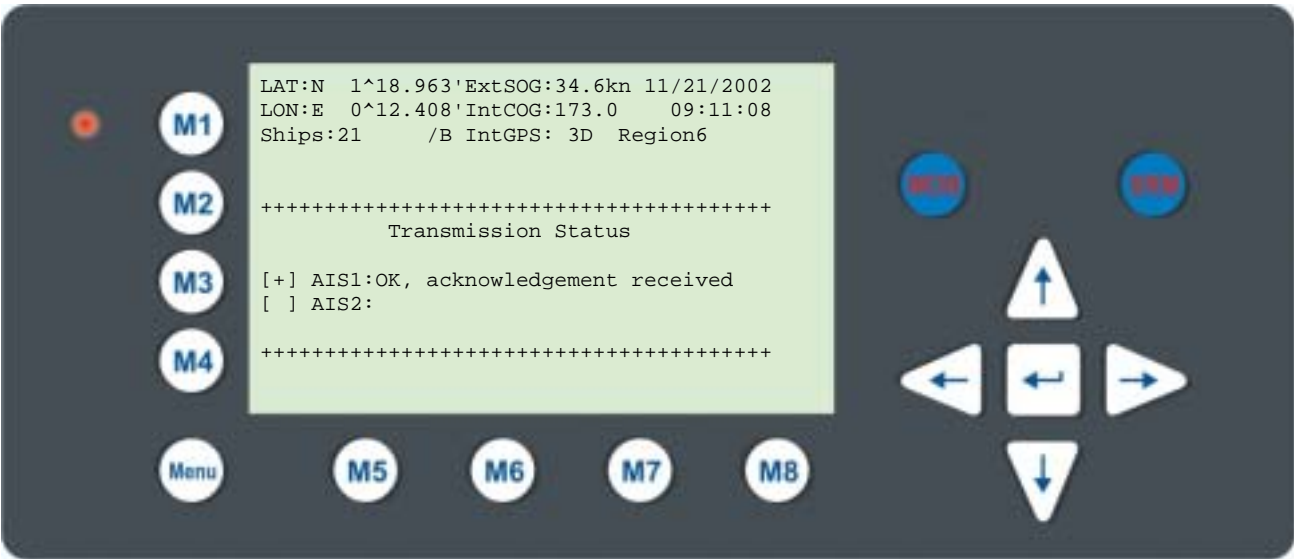 LAT:N  1^18.963'ExtSOG:34.6kn 11/21/2002
LON:E  0^12.408'IntCOG:173.0    09:11:08
Ships:21     /B IntGPS: 3D  Region6
++++++++++++++++++++++++++++++++++++++++
Transmission Status
[+] AIS1:OK, acknowledgement received
[ ] AIS2:
++++++++++++++++++++++++++++++++++++++++
M1
M2
M3
M4
Menu
M5
M6
M7
M8